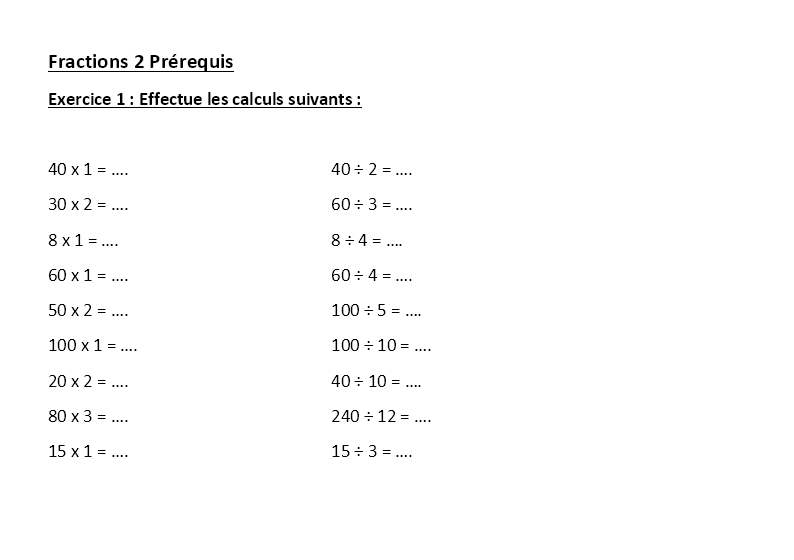 Fractions 2 Prérequis
Exercice 1 : Effectue les calculs suivants :
40 x 1 = .... 40 ÷ 2 = ....
30 x 2 = .... 60 ÷ 3 = ....
8 x 1 = .... 8 ÷ 4 = ....
60 x 1 = .... 60 ÷ 4 = ....
50 x 2 = .... 100 ÷ 5 = ....
100 x 1 = .... 100 ÷ 10 = ....
20 x 2 = .... 40 ÷ 10 = ....
80 x 3 = .... 240 ÷ 12 = ....
15 x 1 = .... 15 ÷ 3 = ....